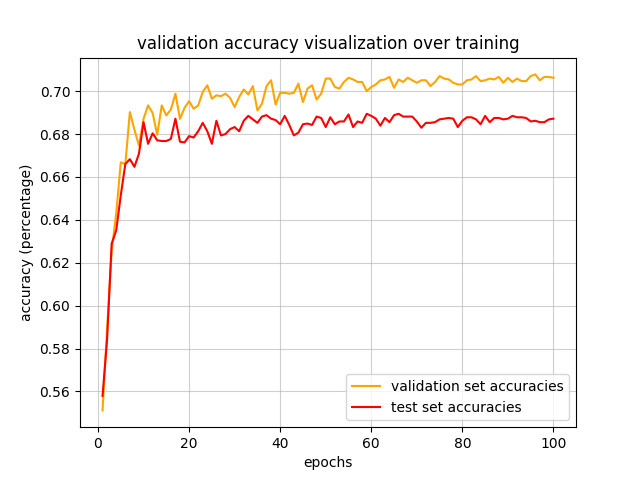 validation accuracy visualization over training
accuracy (percentage)
0.70
0.68
0.66
0.64
0.62
0.60
0.58
0.56
validation set accuracies
test set accuracies
0 20 40 60 80 100
epochs